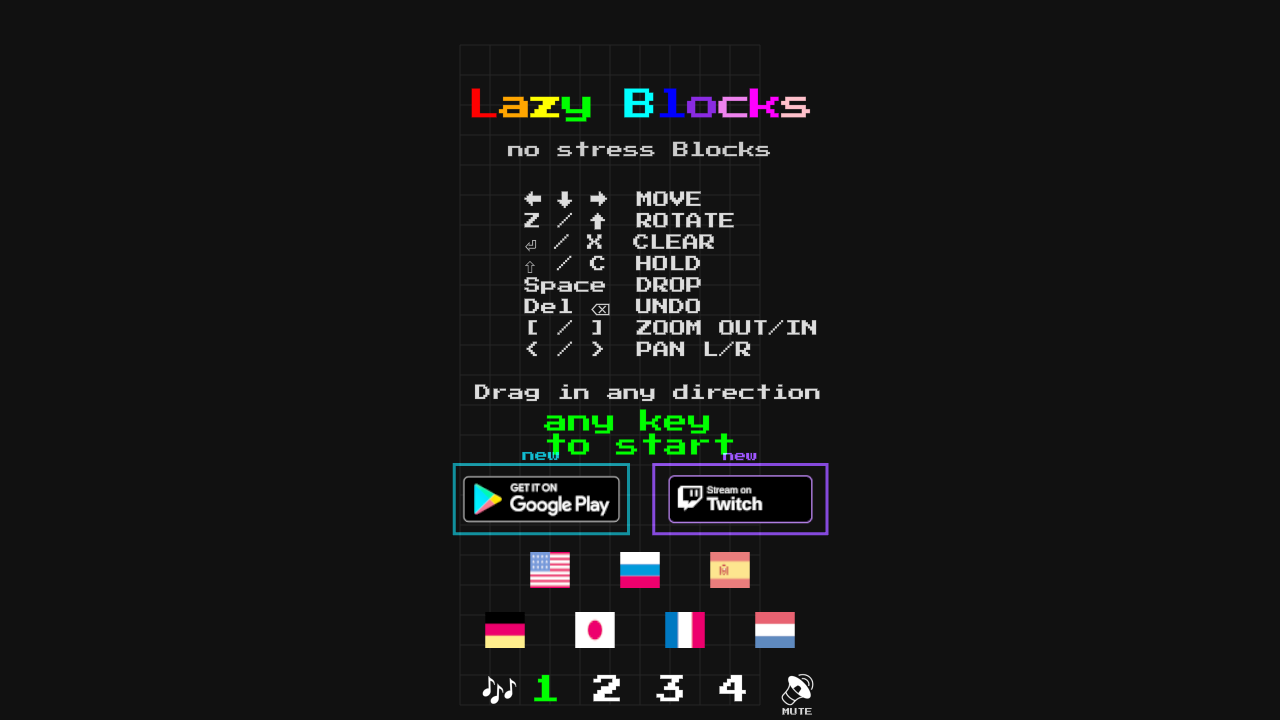 Lazy Blocks
no stress Blocks
← ↓ → MOVE
Z / ↑ ROTATE
⏎ / X CLEAR
⇧ / C HOLD
Space DROP
Del ⌫ UNDO
[ / ] ZOOM OUT/IN
< / > PAN L/R
Drag in any direction
any key
to start
new
new
GET IT ON
Google Play
Stream on
Twitch
1 2 3 4
MUTE